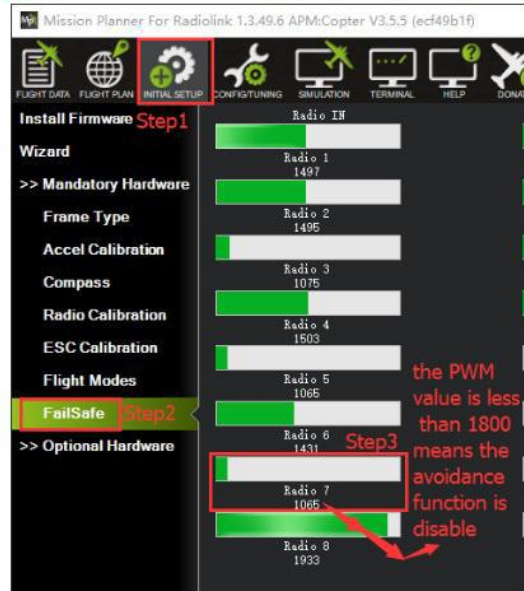 Mission Planner For Radiolink 1.3.49.6 APM:Copter V3.5.5 (ecf49b1f)
FLIGHT DATA FLIGHT PLAN INITIAL SETUP CONFIG/TUNING SIMULATION TERMINAL HELP DONA
Install Firmware Step1
Wizard
>> Mandatory Hardware
Frame Type
Accel Calibration
Compass
Radio Calibration
ESC Calibration
Flight Modes
FailSafe Step2
>> Optional Hardware
Radio IN
Radio 1
1497
Radio 2
1495
Radio 3
1075
Radio 4
1503
Radio 5
1065
Radio 6
1431
Step3
Radio 7
1065
Radio 8
1933
the PWM
value is less
than 1800
means the
avoidance
function is
disable